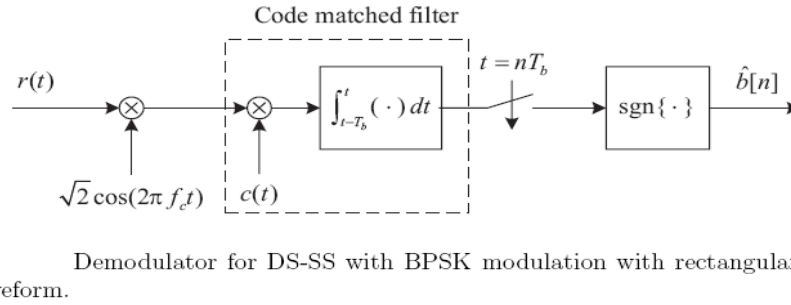 Code matched filter
r(t)
√2 cos(2π f_c t)
c(t)
∫_{t−T_b}^{t} ( · ) dt
t = nT_b
sgn{ · }
b̂[n]
Demodulator for DS-SS with BPSK modulation with rectangular